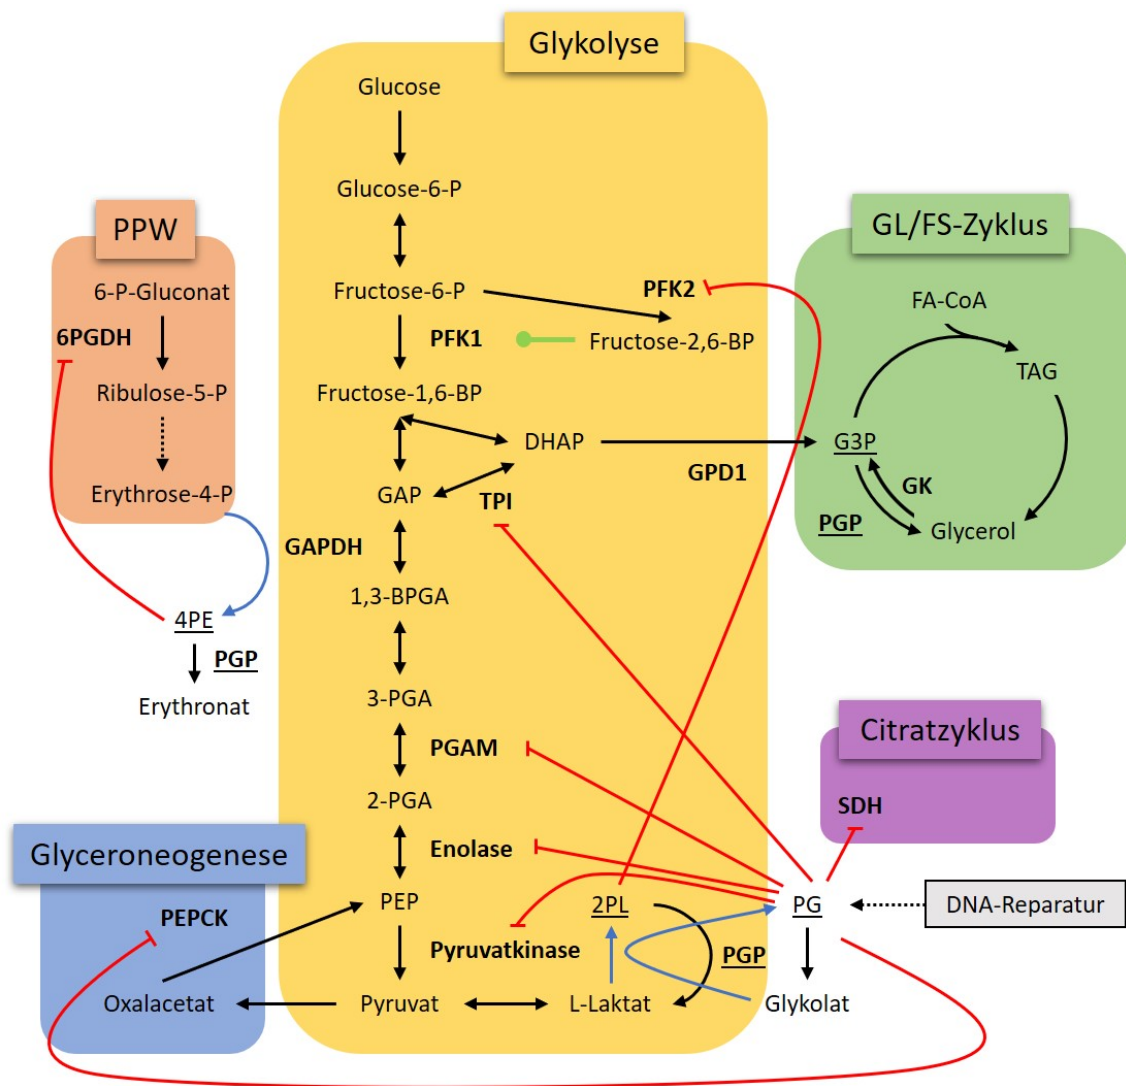 Glykolyse
Glucose
Glucose-6-P
PPW
GL/FS-Zyklus
6-P-Gluconat
Fructose-6-P
PFK2
FA-CoA
6PGDH
PFK1
Fructose-2,6-BP
TAG
Ribulose-5-P
Fructose-1,6-BP
DHAP
G3P
GPD1
GK
Erythrose-4-P
GAP
TPI
PGP
Glycerol
GAPDH
1,3-BPGA
4PE
PGP
Erythronat
3-PGA
Citratzyklus
PGAM
2-PGA
SDH
Glyceroneogenese
Enolase
PEPCK
PEP
2PL
PG
DNA-Reparatur
Pyruvatkinase
PGP
Oxalacetat
Pyruvat
L-Laktat
Glykolat